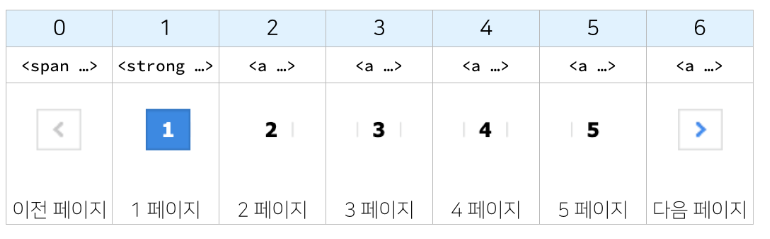 0 1 2 3 4 5 6
<span …> <strong …> <a …> <a …> <a …> <a …> <a …>
1 2 3 4 5
이전 페이지 1 페이지 2 페이지 3 페이지 4 페이지 5 페이지 다음 페이지